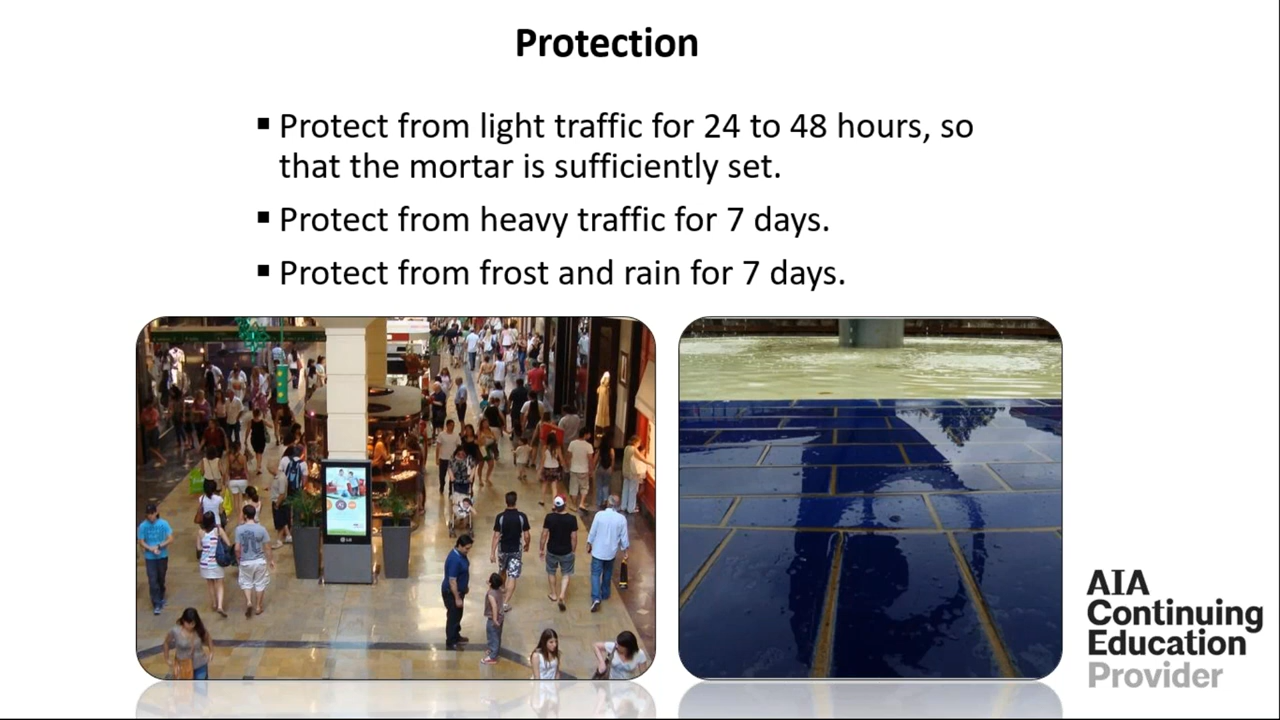 Protection
▪ Protect from light traffic for 24 to 48 hours, so
that the mortar is sufficiently set.
▪ Protect from heavy traffic for 7 days.
▪ Protect from frost and rain for 7 days.
LG
AIA
Continuing
Education
Provider